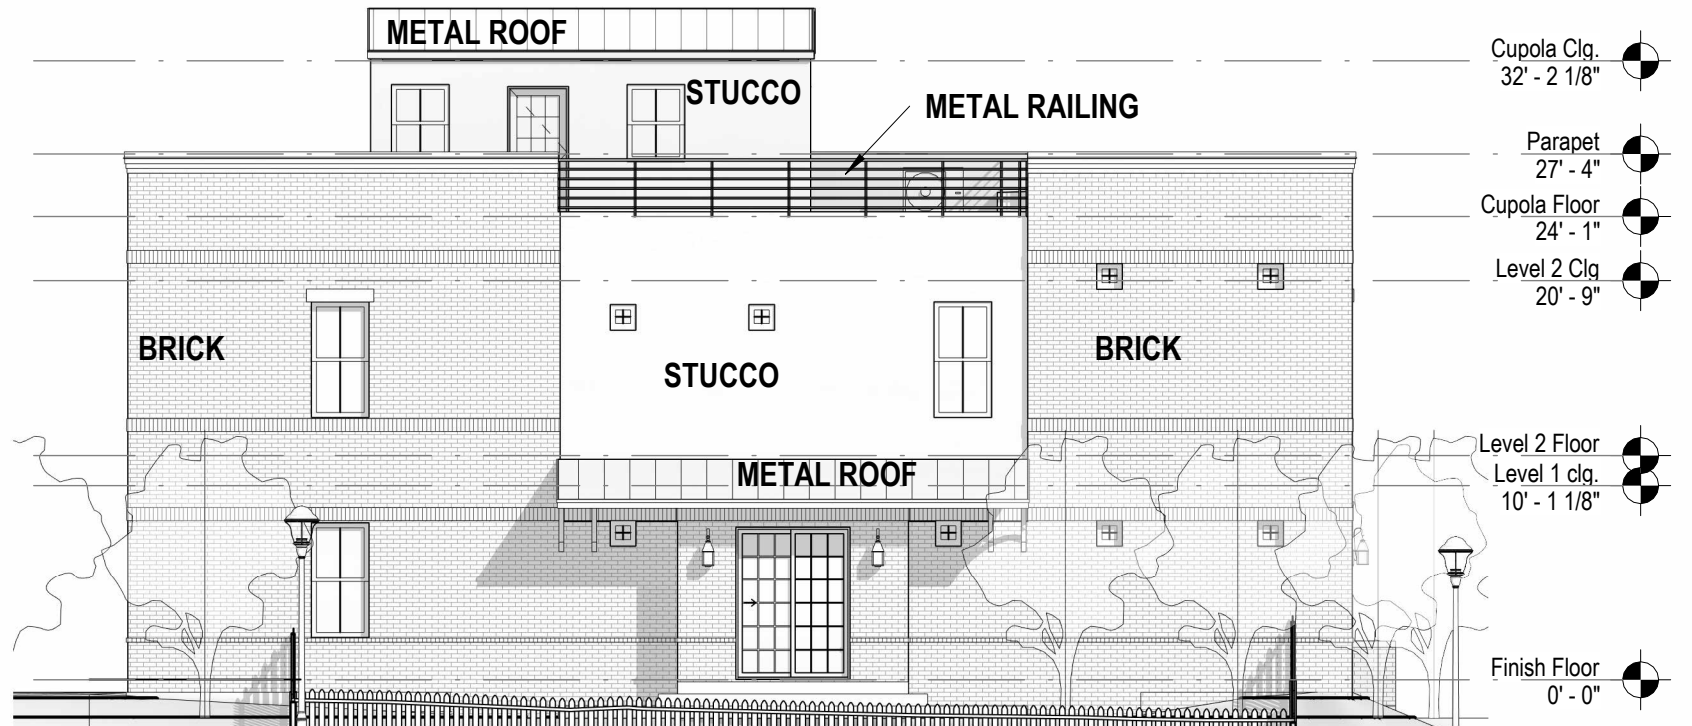 METAL ROOF
STUCCO
METAL RAILING
Cupola Clg.
32' - 2 1/8"
Parapet
27' - 4"
Cupola Floor
24' - 1"
Level 2 Clg
20' - 9"
BRICK
STUCCO
BRICK
METAL ROOF
Level 2 Floor
Level 1 clg.
10' - 1 1/8"
Finish Floor
0' - 0"